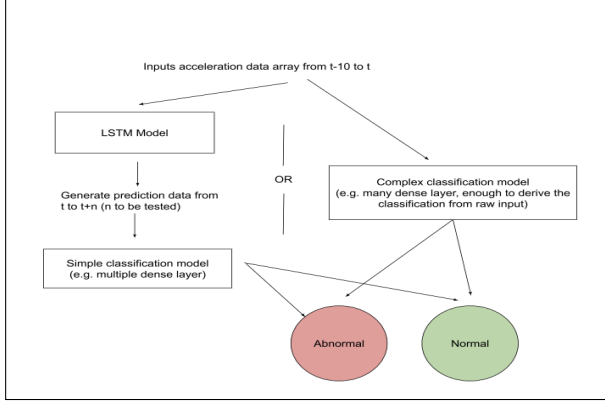 Inputs acceleration data array from t-10 to t
LSTM Model
Generate prediction data from
t to t+n (n to be tested)
Simple classification model
(e.g. multiple dense layer)
OR
Complex classification model
(e.g. many dense layer, enough to derive the
classification from raw input)
Abnormal
Normal